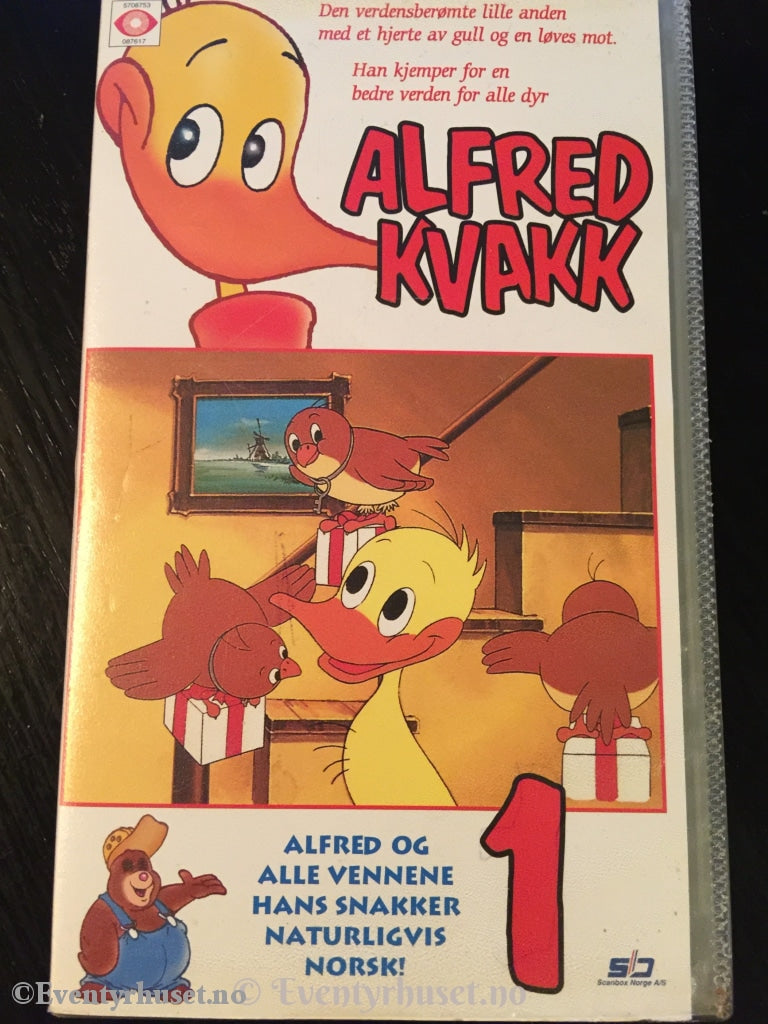 5708753
087617
Den verdensberømte lille anden
med et hjerte av gull og en løves mot.
Han kjemper for en
bedre verden for alle dyr
ALFRED
KVAKK
1
ALFRED OG
ALLE VENNENE
HANS SNAKKER
NATURLIGVIS
NORSK!
Scanbox Norge A/S
©Eventyrhuset.no
© Eventyrhuset.no